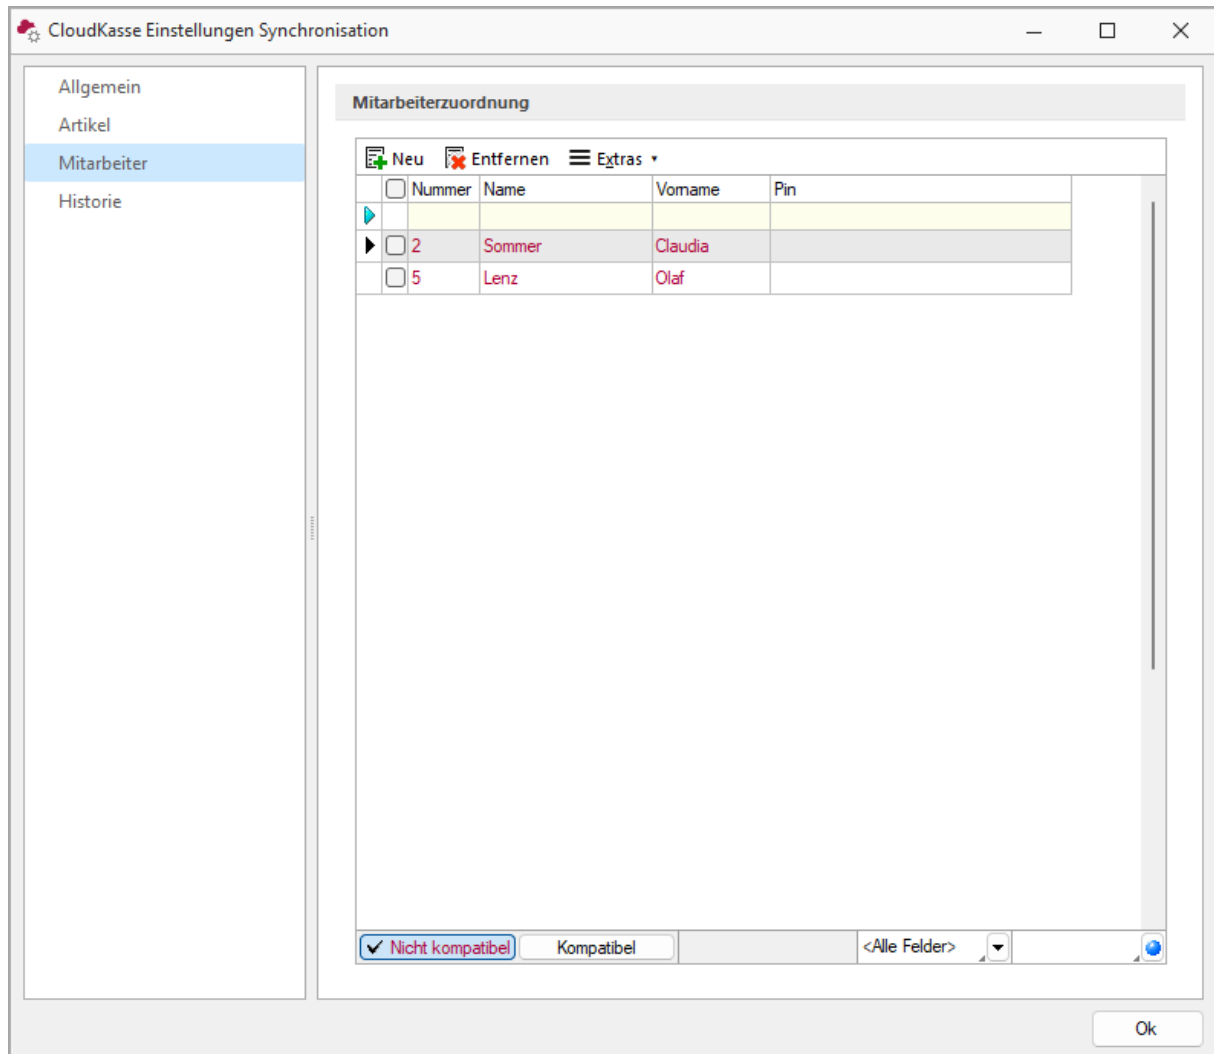 CloudKasse Einstellungen Synchronisation
Allgemein
Artikel
Mitarbeiter
Historie
Mitarbeiterzuordnung
Neu Entfernen Extras
Nummer Name Vorname Pin
2 Sommer Claudia
5 Lenz Olaf
Nicht kompatibel Kompatibel <Alle Felder>
Ok